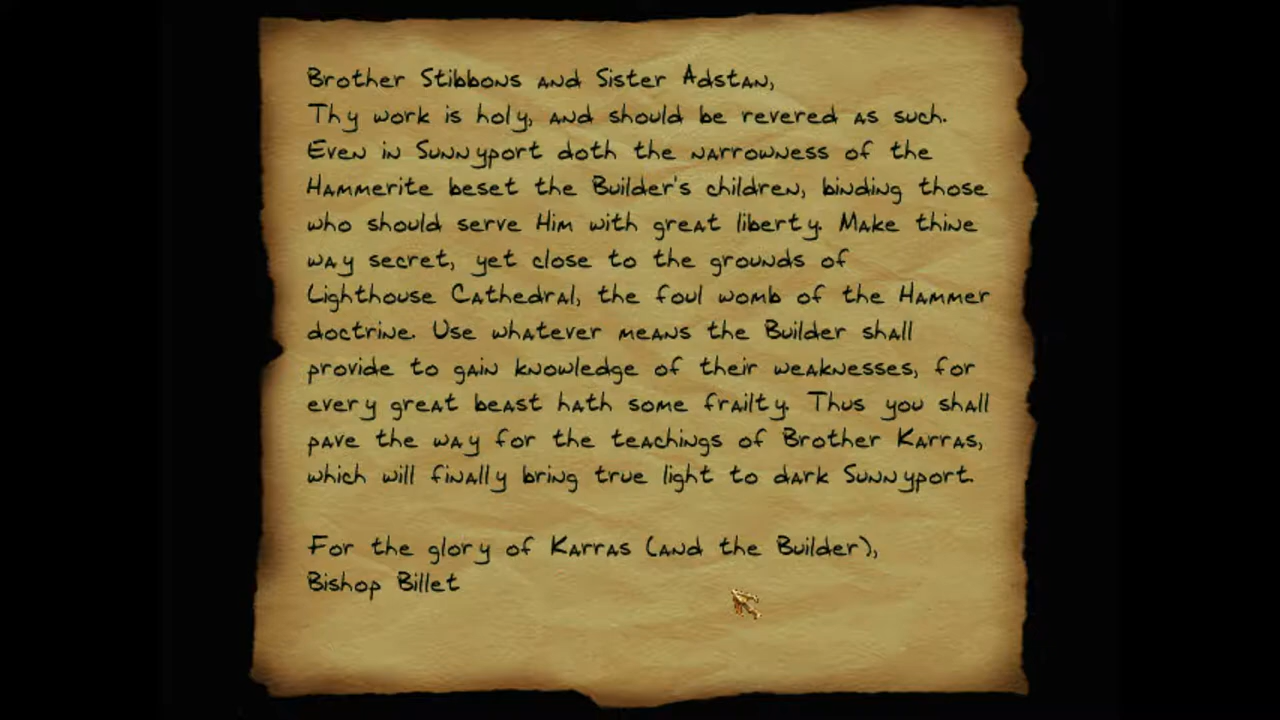 Brother Stibbons and Sister Adstan,
Thy work is holy, and should be revered as such.
Even in Sunnyport doth the narrowness of the
Hammerite beset the Builder's children, binding those
who should serve Him with great liberty. Make thine
way secret, yet close to the grounds of
Lighthouse Cathedral, the foul womb of the Hammer
doctrine. Use whatever means the Builder shall
provide to gain knowledge of their weaknesses, for
every great beast hath some frailty. Thus you shall
pave the way for the teachings of Brother Karras,
which will finally bring true light to dark Sunnyport.
For the glory of Karras (and the Builder),
Bishop Billet